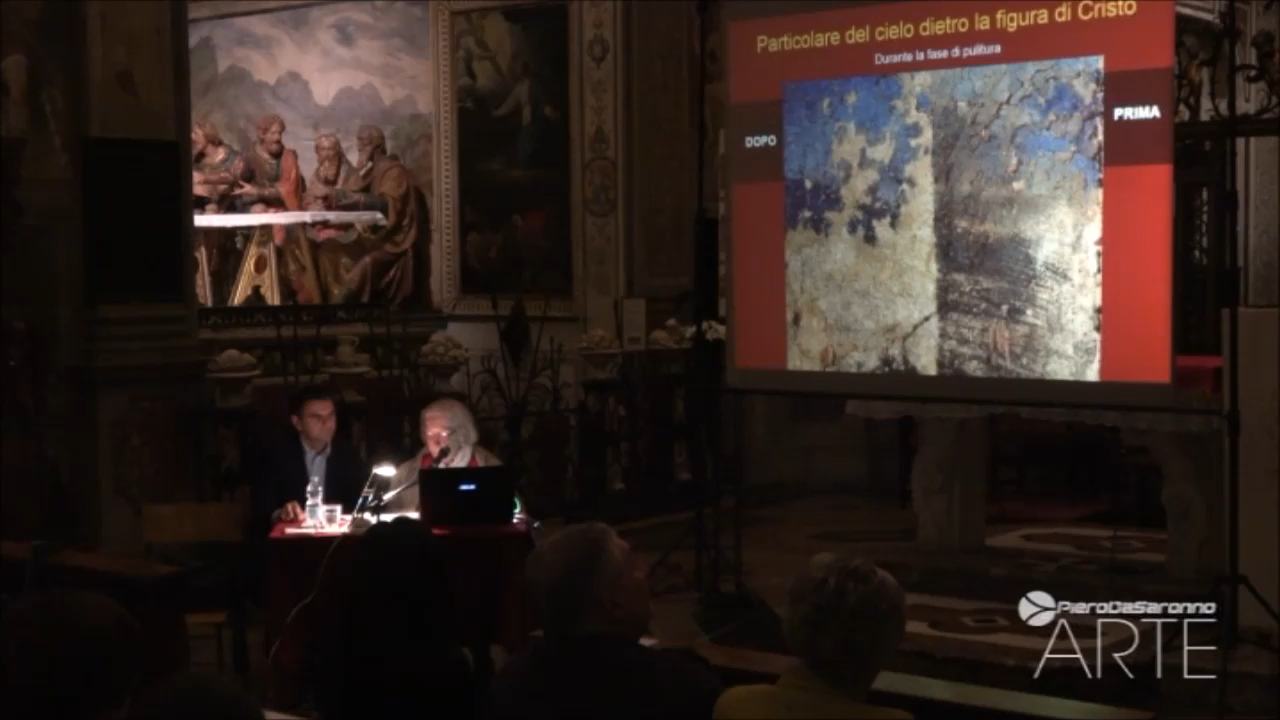 Particolare del cielo dietro la figura di Cristo
Durante la fase di pulitura
DOPO
PRIMA
PieroDaSaronno
ARTE